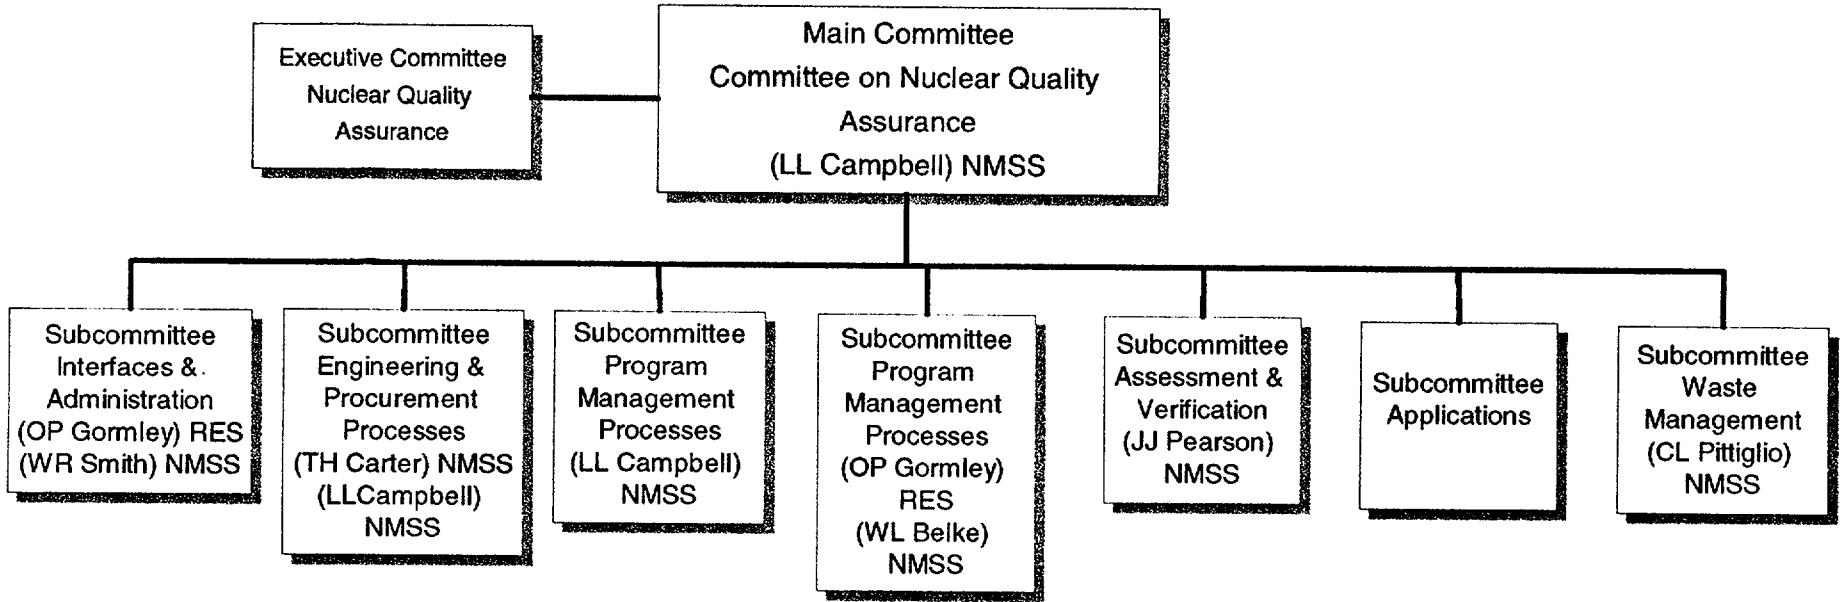 Executive Committee
Nuclear Quality
Assurance
Main Committee
Committee on Nuclear Quality
Assurance
(LL Campbell) NMSS
Subcommittee
Interfaces &
Administration
(OP Gormley) RES
(WR Smith) NMSS
Subcommittee
Engineering &
Procurement
Processes
(TH Carter) NMSS
(LLCampbell)
NMSS
Subcommittee
Program
Management
Processes
(LL Campbell)
NMSS
Subcommittee
Program
Management
Processes
(OP Gormley)
RES
(WL Belke)
NMSS
Subcommittee
Assessment &
Verification
(JJ Pearson)
NMSS
Subcommittee
Applications
Subcommittee
Waste
Management
(CL Pittiglio)
NMSS